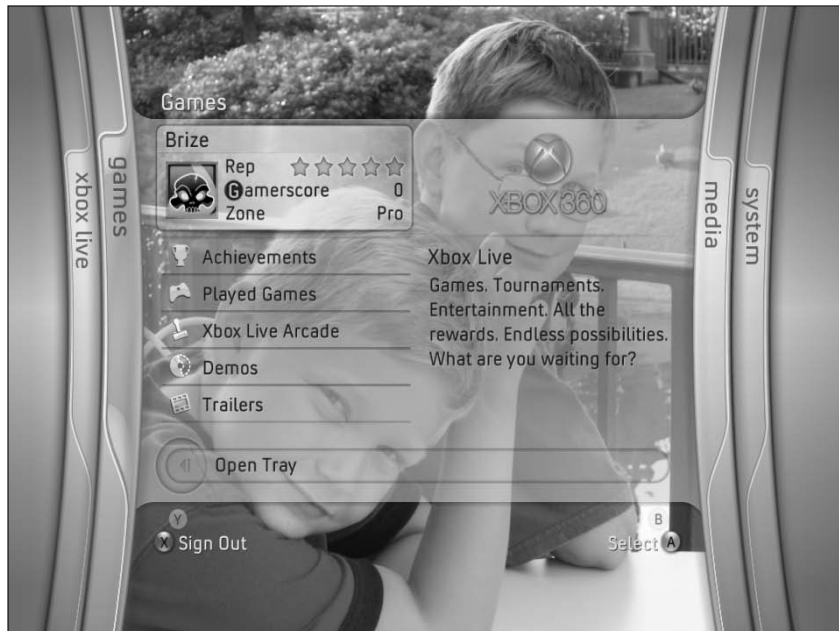 Games
Brize
Rep
Gamerscore 0
Zone Pro
xbox live
games
media
system
XBOX 360
Achievements
Played Games
Xbox Live Arcade
Demos
Trailers
Xbox Live
Games. Tournaments.
Entertainment. All the
rewards. Endless possibilities.
What are you waiting for?
Open Tray
Y
X Sign Out
B
Select A